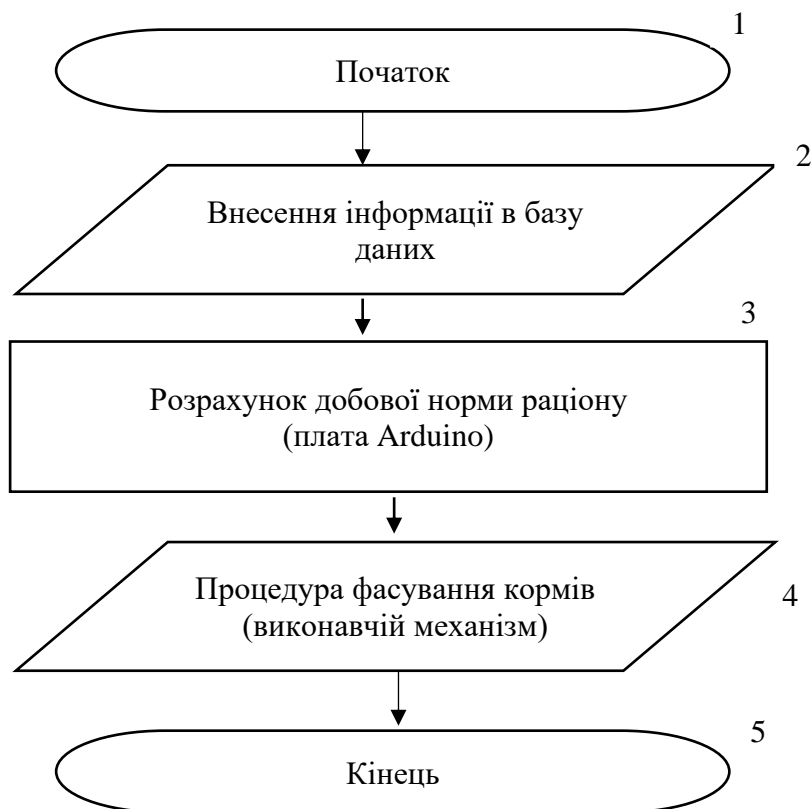 1
Початок
2
Внесення інформації в базу
даних
3
Розрахунок добової норми раціону
(плата Arduino)
Процедура фасування кормів
4
(виконавчій механізм)
5
Кінець